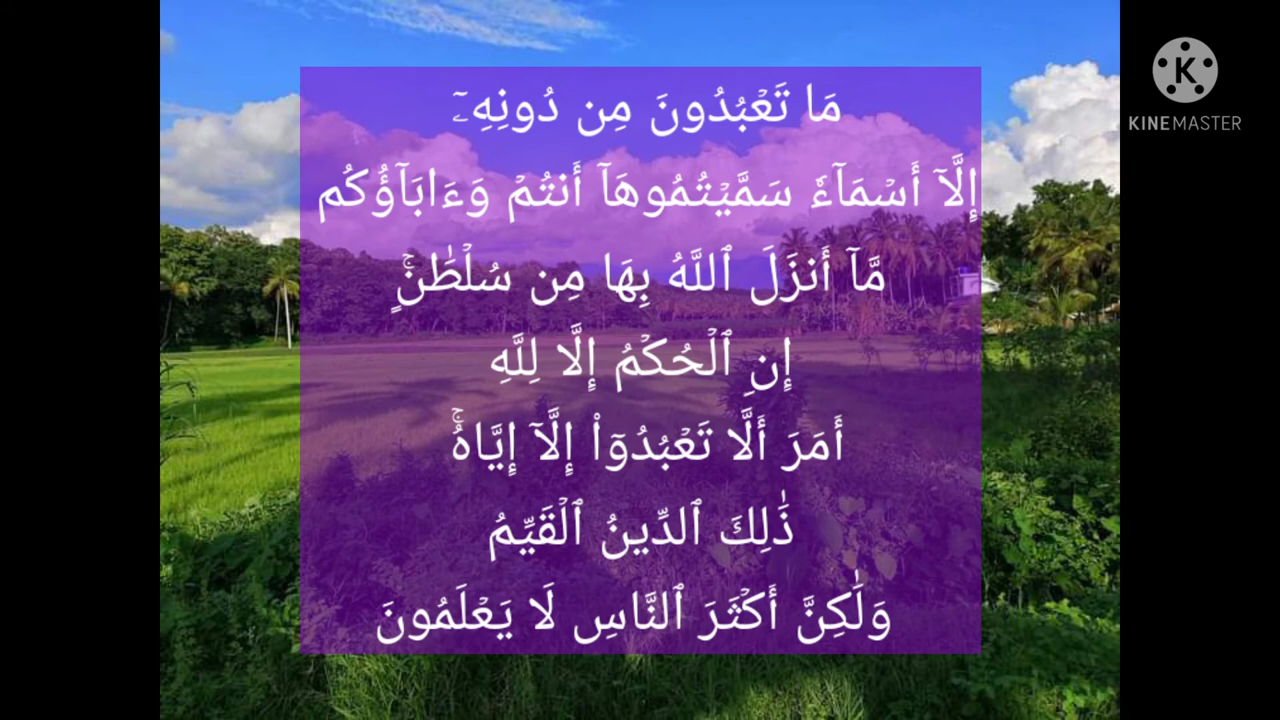 مَا تَعۡبُدُونَ مِن دُونِهِۦٓ
إِلَّآ أَسۡمَآءٗ سَمَّيۡتُمُوهَآ أَنتُمۡ وَءَابَآؤُكُم
مَّآ أَنزَلَ ٱللَّهُ بِهَا مِن سُلۡطَٰنٍۚ
إِنِ ٱلۡحُكۡمُ إِلَّا لِلَّهِ
أَمَرَ أَلَّا تَعۡبُدُوٓاْ إِلَّآ إِيَّاهُۚ
ذَٰلِكَ ٱلدِّينُ ٱلۡقَيِّمُ
وَلَٰكِنَّ أَكۡثَرَ ٱلنَّاسِ لَا يَعۡلَمُونَ
K
KINEMASTER